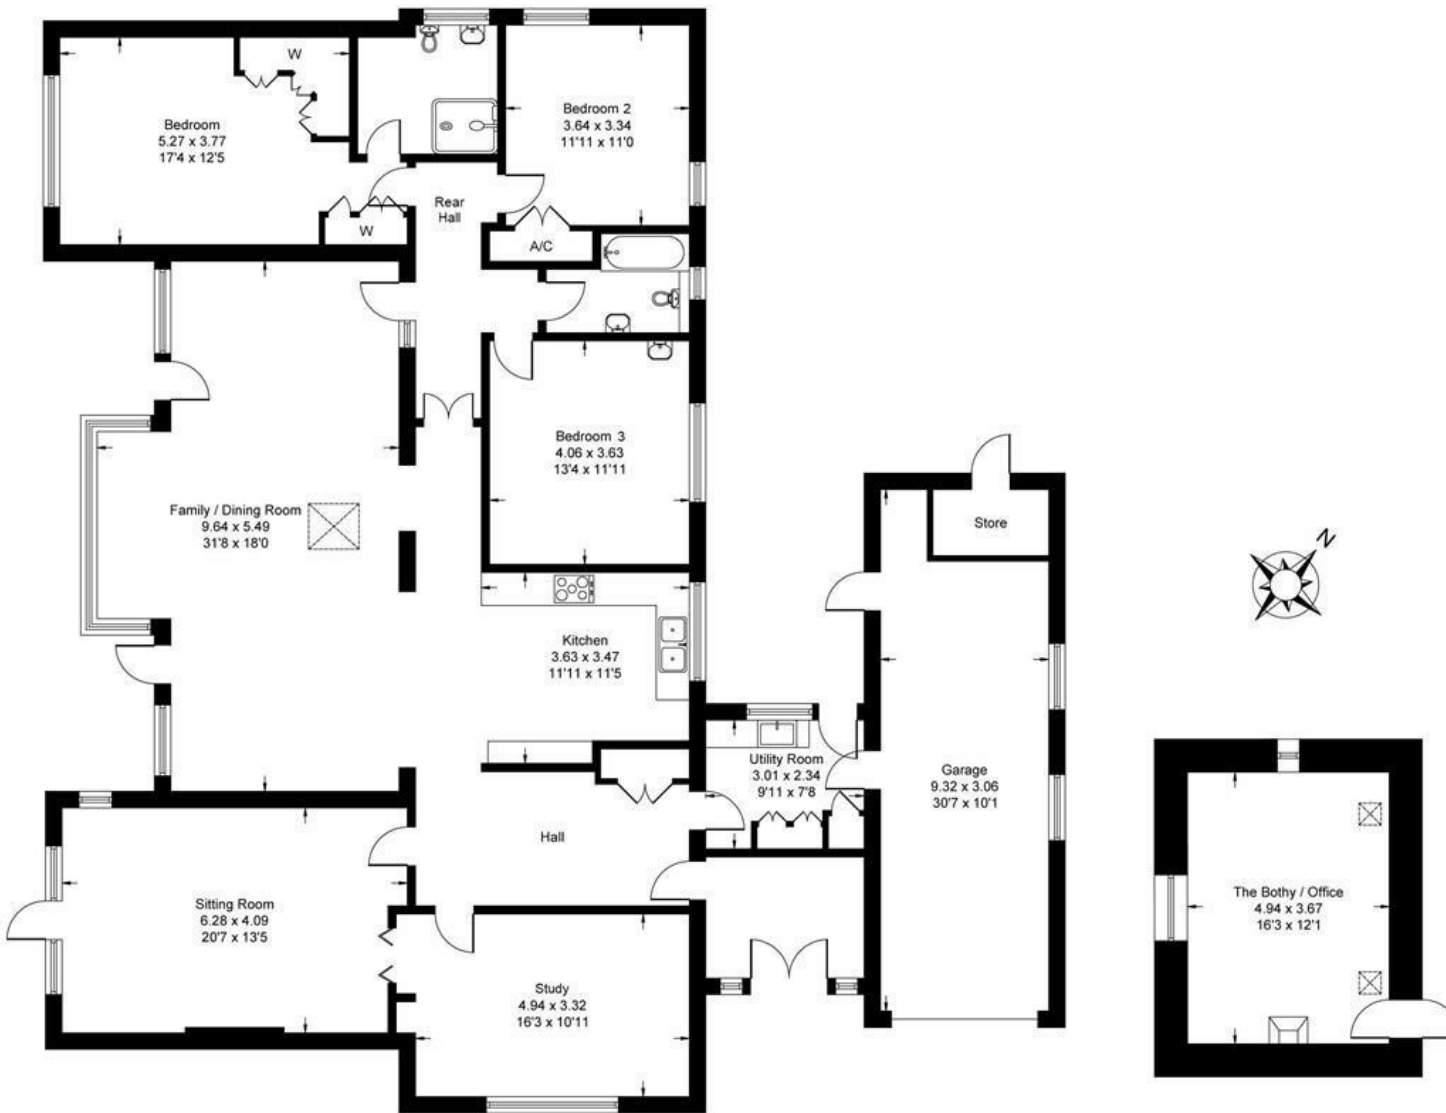 W
Bedroom
5.27 x 3.77
17'4 x 12'5
W
Bedroom 2
3.64 x 3.34
11'11 x 11'0
Rear
Hall
A/C
Bedroom 3
4.06 x 3.63
13'4 x 11'11
Family / Dining Room
9.64 x 5.49
31'8 x 18'0
Store
N
Kitchen
3.63 x 3.47
11'11 x 11'5
Utility Room
3.01 x 2.34
9'11 x 7'8
Garage
9.32 x 3.06
30'7 x 10'1
Hall
Sitting Room
6.28 x 4.09
20'7 x 13'5
The Bothy / Office
4.94 x 3.67
16'3 x 12'1
Study
4.94 x 3.32
16'3 x 10'11